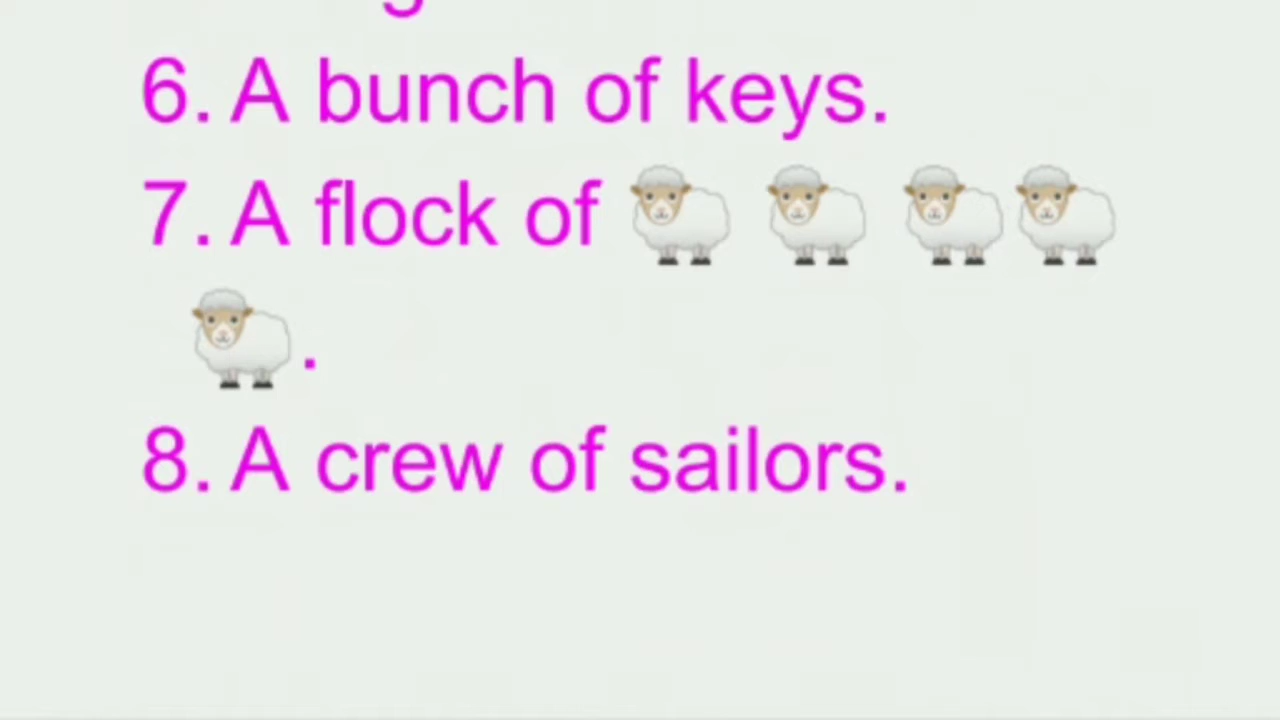 6. A bunch of keys.
7. A flock of 🐑 🐑 🐑🐑
🐑.
8. A crew of sailors.